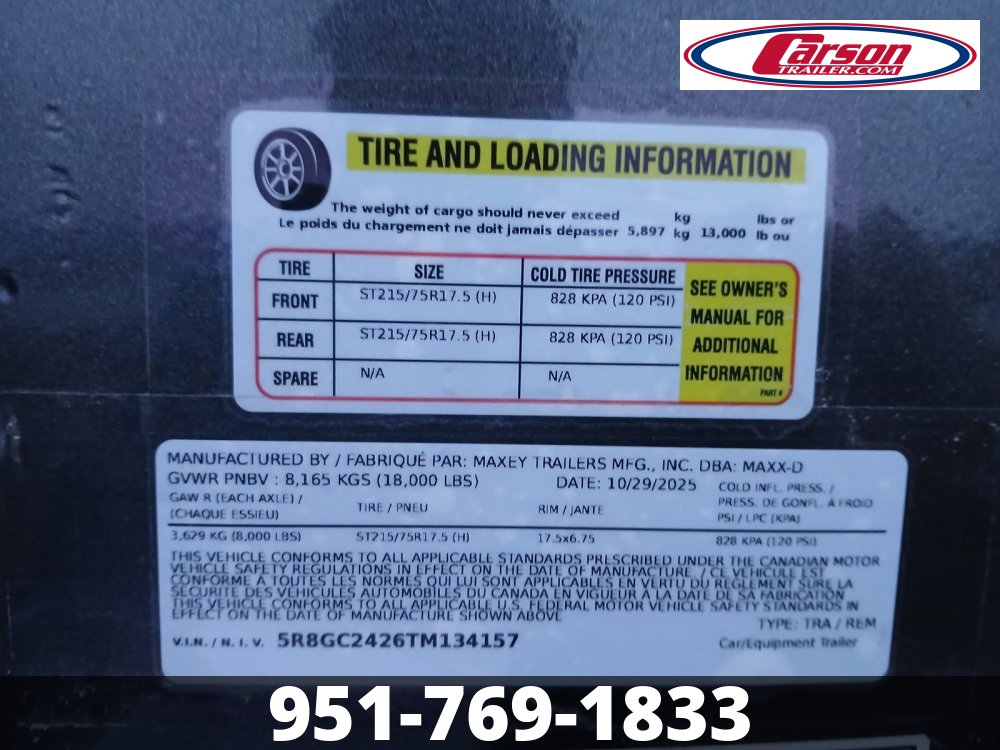 Carson
TRAILER.COM
TIRE AND LOADING INFORMATION
The weight of cargo should never exceed kg lbs or
Le poids du chargement ne doit jamais dépasser 5,897 kg 13,000 lb ou
TIRE SIZE COLD TIRE PRESSURE
FRONT ST215/75R17.5 (H) 828 KPA (120 PSI)
REAR ST215/75R17.5 (H) 828 KPA (120 PSI)
SPARE N/A N/A
SEE OWNER'S
MANUAL FOR
ADDITIONAL
INFORMATION
PART #
MANUFACTURED BY / FABRIQUÉ PAR: MAXEY TRAILERS MFG., INC. DBA: MAXX-D
GVWR PNBV : 8,165 KGS (18,000 LBS) DATE: 10/29/2025
GAW R (EACH AXLE) /
(CHAQUE ESSIEU)
TIRE / PNEU
RIM / JANTE
COLD INFL. PRESS. /
PRESS. DE GONFL. A FROID
PSI / LPC (KPA)
3,629 KG (8,000 LBS) ST215/75R17.5 (H) 17.5x6.75 828 KPA (120 PSI)
THIS VEHICLE CONFORMS TO ALL APPLICABLE STANDARDS PRESCRIBED UNDER THE CANADIAN MOTOR
VEHICLE SAFETY REGULATIONS IN EFFECT ON THE DATE OF MANUFACTURE. / CE VEHICULE EST
CONFORME A TOUTES LES NORMES QUI LUI SONT APPLICABLES EN VERTU DU REGLEMENT SUR LA
SECURITE DES VEHICULES AUTOMOBILES DU CANADA EN VIGUEUR A LA DATE DE SA FABRICATION
THIS VEHICLE CONFORMS TO ALL APPLICABLE U.S. FEDERAL MOTOR VEHICLE SAFETY STANDARDS IN
EFFECT ON THE DATE OF MANUFACTURE SHOWN ABOVE
TYPE: TRA / REM
V.I.N. / N. I. V. 5R8GC2426TM134157 Car/Equipment Trailer
951-769-1833